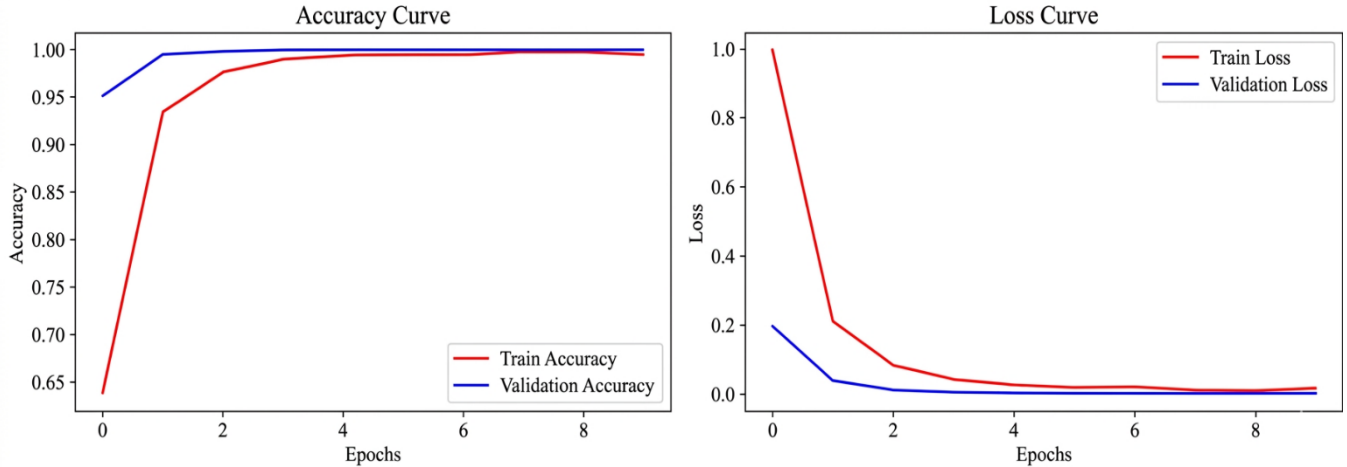 Accuracy Curve
1.00
0.95
0.90
0.85
0.80
0.75
0.70
0.65
Accuracy
Train Accuracy
Validation Accuracy
0 2 4 6 8
Epochs
Loss Curve
1.0
0.8
0.6
0.4
0.2
0.0
Loss
Train Loss
Validation Loss
0 2 4 6 8
Epochs